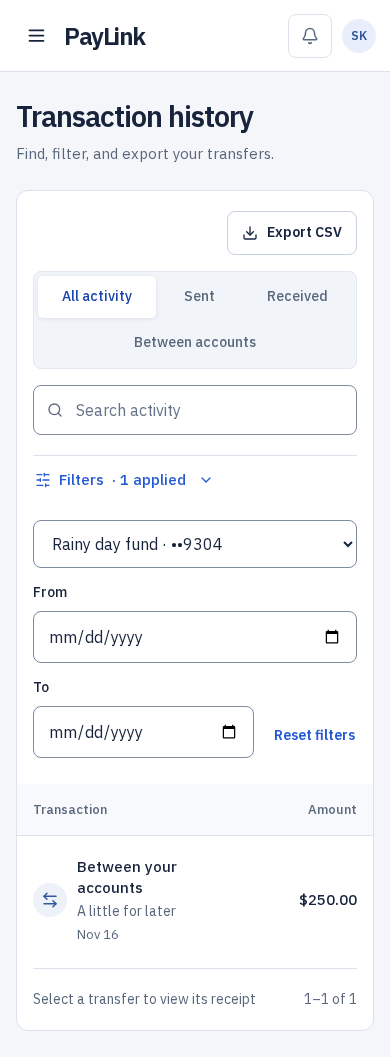 PayLink
SK
Transaction history
Find, filter, and export your transfers.
Export CSV
All activity
Sent
Received
Between accounts
Search activity
Filters · 1 applied
Rainy day fund · ••9304
From
mm/dd/yyyy
To
mm/dd/yyyy
Reset filters
Transaction
Amount
Between your
accounts
A little for later
Nov 16
$250.00
Select a transfer to view its receipt
1–1 of 1